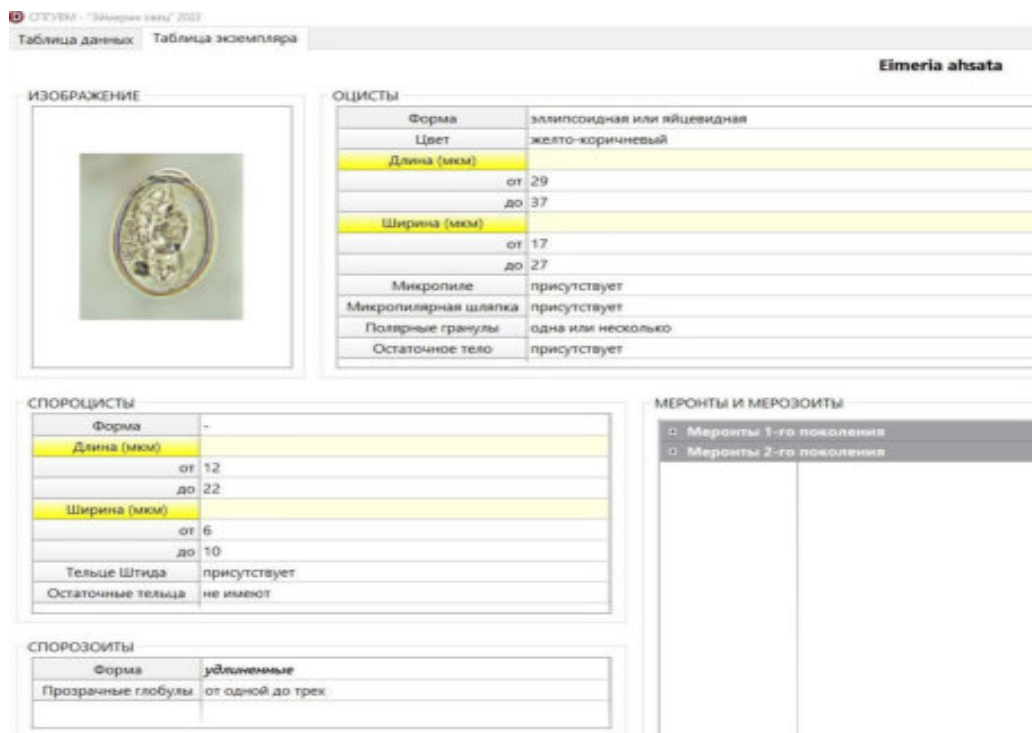 СПГУВМ - "Эймерии овец" 2023
Таблица данных Таблица экземпляра
Eimeria ahsata
ИЗОБРАЖЕНИЕ
ОЦИСТЫ
Форма эллипсоидная или яйцевидная
Цвет желто-коричневый
Длина (мкм)
от 29
до 37
Ширина (мкм)
от 17
до 27
Микропиле присутствует
Микропилярная шляпка присутствует
Полярные гранулы одна или несколько
Остаточное тело присутствует
СПОРОЦИСТЫ
Форма -
Длина (мкм)
от 12
до 22
Ширина (мкм)
от 6
до 10
Тельце Штида присутствует
Остаточные тельца не имеют
МЕРОНТЫ И МЕРОЗОИТЫ
Меронты 1-го поколения
Меронты 2-го поколения
СПОРОЗОИТЫ
Форма удлиненные
Прозрачные глобулы от одной до трех